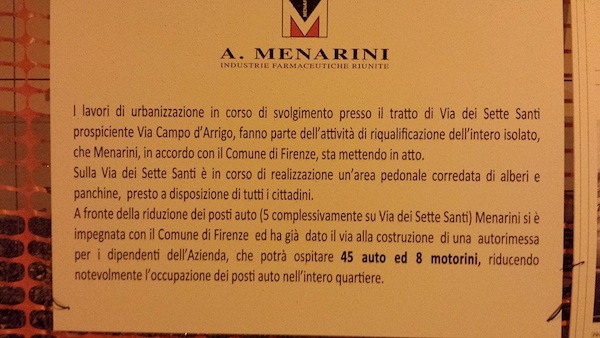 A. MENARINI
INDUSTRIE FARMACEUTICHE RIUNITE
I lavori di urbanizzazione in corso di svolgimento presso il tratto di Via dei Sette Santi
prospiciente Via Campo d'Arrigo, fanno parte dell'attività di riqualificazione dell'intero isolato,
che Menarini, in accordo con il Comune di Firenze, sta mettendo in atto.
Sulla Via dei Sette Santi è in corso di realizzazione un'area pedonale corredata di alberi e
panchine, presto a disposizione di tutti i cittadini.
A fronte della riduzione dei posti auto (5 complessivamente su Via dei Sette Santi) Menarini si è
impegnata con il Comune di Firenze ed ha già dato il via alla costruzione di una autorimessa
per i dipendenti dell'Azienda, che potrà ospitare 45 auto ed 8 motorini, riducendo
notevolmente l'occupazione dei posti auto nell'intero quartiere.